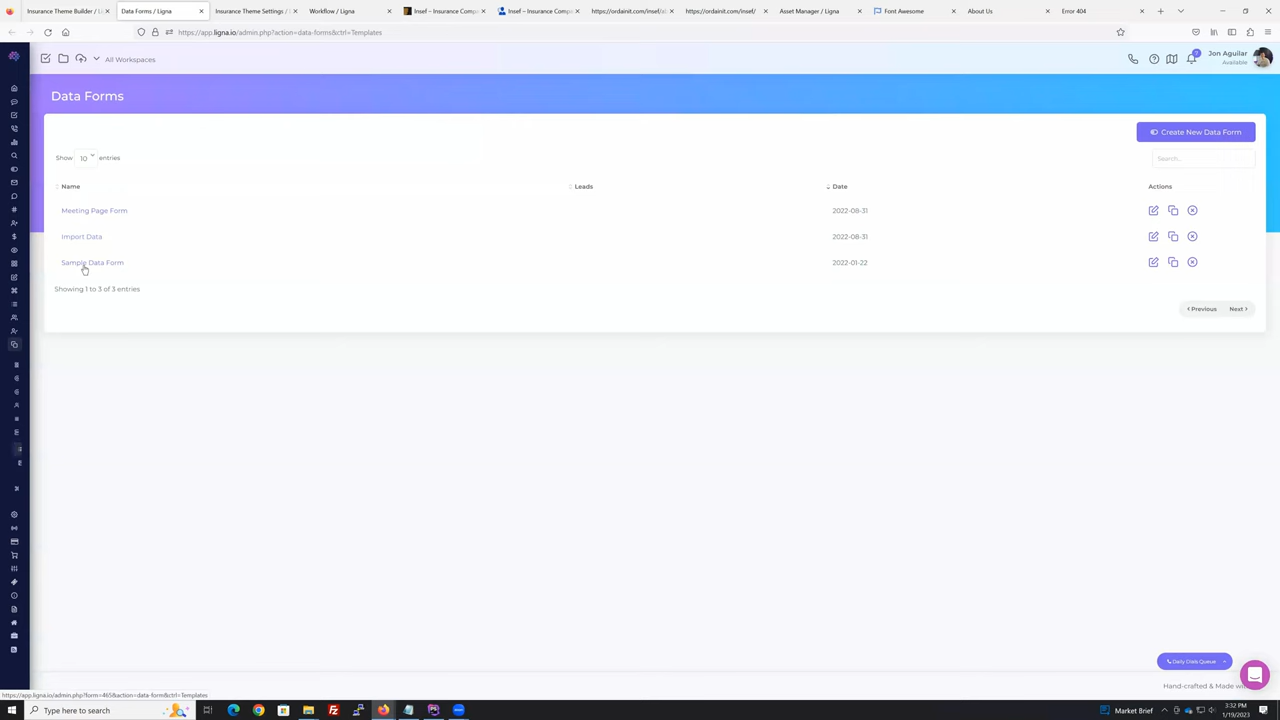 Insurance Theme Builder / Li
Data Forms / Ligna
Insurance Theme Settings /
Workflow / Ligna
Insef – Insurance Comp
Insef – Insurance Comp
https://ordainit.com/insef/ab
https://ordainit.com/insef/
Asset Manager / Ligna
Font Awesome
About Us
Error 404
https://app.ligna.io/admin.php?action=data-forms&ctrl=Templates
All Workspaces
Jon Aguilar
Available
Data Forms
Create New Data Form
Show 10 entries
Search...
Name Leads Date Actions
Meeting Page Form 2022-08-31
Import Data 2022-08-31
Sample Data Form 2022-01-22
Showing 1 to 3 of 3 entries
Previous Next
Daily Dials Queue
Hand-crafted & Made wi
https://app.ligna.io/admin.php?form=465&action=data-form&ctrl=Templates
Type here to search
Market Brief
3:32 PM
1/19/2023